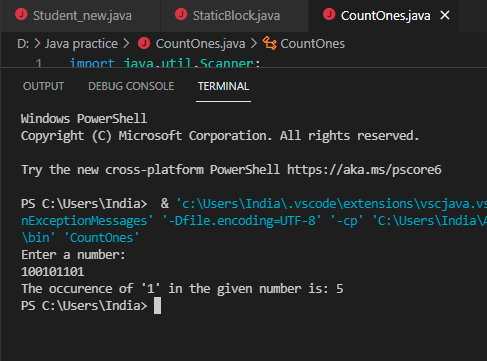 Student_new.java StaticBlock.java CountOnes.java
D: > Java practice > CountOnes.java > CountOnes
1 import java.util.Scanner;
OUTPUT DEBUG CONSOLE TERMINAL
Windows PowerShell
Copyright (C) Microsoft Corporation. All rights reserved.
Try the new cross-platform PowerShell https://aka.ms/pscore6
PS C:\Users\India> & 'c:\Users\India\.vscode\extensions\vscjava.vs
nExceptionMessages' '-Dfile.encoding=UTF-8' '-cp' 'C:\Users\India\A
\bin' 'CountOnes'
Enter a number:
100101101
The occurence of '1' in the given number is: 5
PS C:\Users\India>